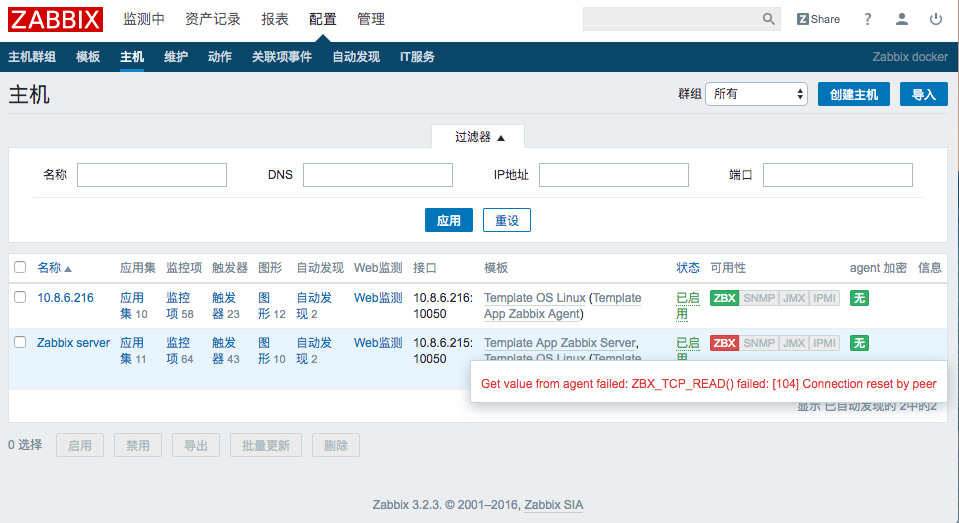 ZABBIX 监测中 资产记录 报表 配置 管理 Z Share ?
主机群组 模板 主机 维护 动作 关联项事件 自动发现 IT服务 Zabbix docker
主机 群组 所有 创建主机 导入
过滤器
名称 DNS IP地址 端口
应用 重设
名称 应用集 监控项 触发器 图形 自动发现 Web监测 接口 模板 状态 可用性 agent 加密 信息
10.8.6.216 应用 监控 触发 图 自动发 Web监测 10.8.6.216: Template OS Linux (Template 已启 ZBX SNMP JMX IPMI 无
集 10 项 58 器 23 形 12 现 2 10050 App Zabbix Agent) 用
Zabbix server 应用 监控 触发 图 自动发 Web监测 10.8.6.215: Template App Zabbix Server, 已启 ZBX SNMP JMX IPMI 无
集 11 项 64 器 43 形 10 现 2 10050 Template OS Linux (Template 用
Get value from agent failed: ZBX_TCP_READ() failed: [104] Connection reset by peer
显示 已自动发现的 2中的2
0 选择 启用 禁用 导出 批量更新 删除
Zabbix 3.2.3. © 2001–2016, Zabbix SIA